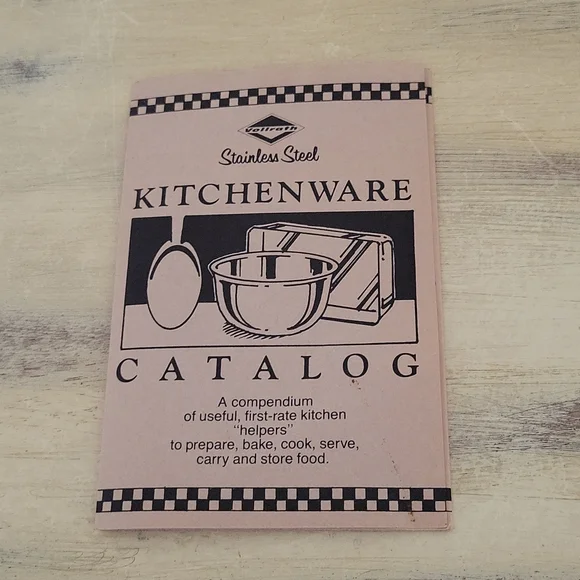 Vollrath
Stainless Steel
KITCHENWARE
CATALOG
A compendium
of useful, first-rate kitchen
"helpers"
to prepare, bake, cook, serve,
carry and store food.